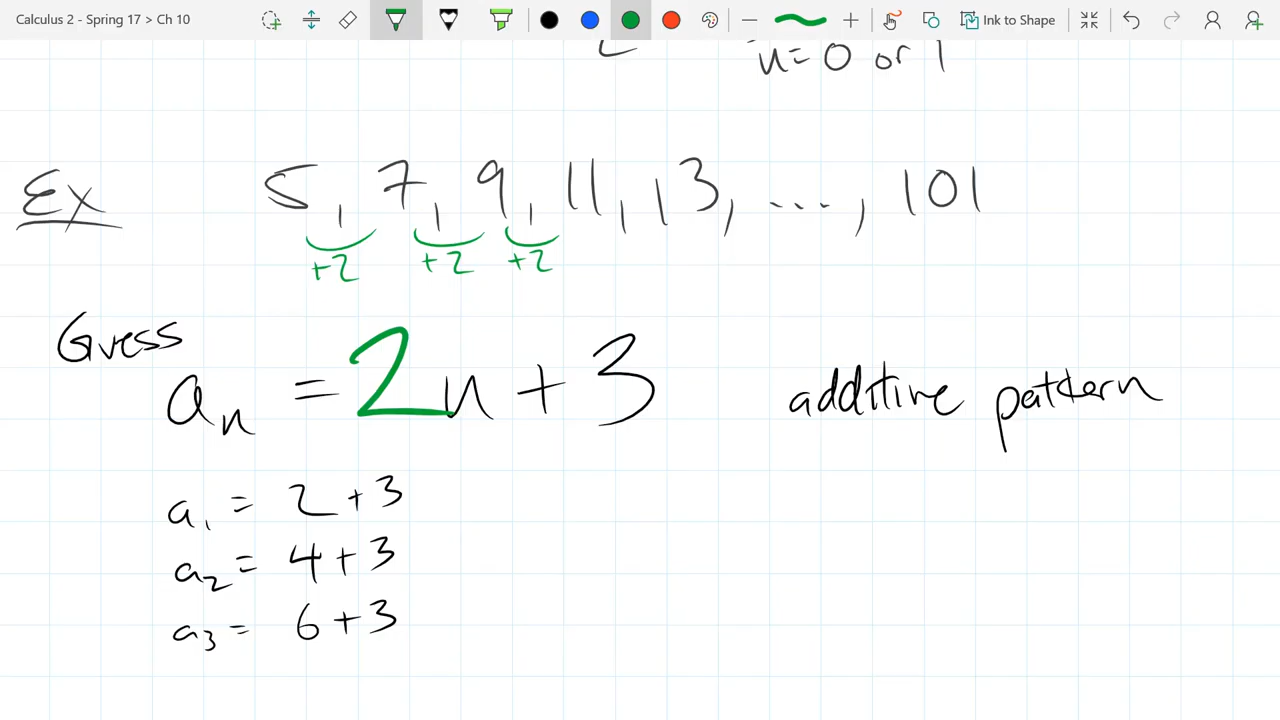 Calculus 2 - Spring 17 > Ch 10
Ink to Shape
n = 0 or 1
Ex 5, 7, 9, 11, 13, ..., 101
+2 +2 +2
Guess
aₙ = 2n + 3 additive pattern
a₁ = 2 + 3
a₂ = 4 + 3
a₃ = 6 + 3